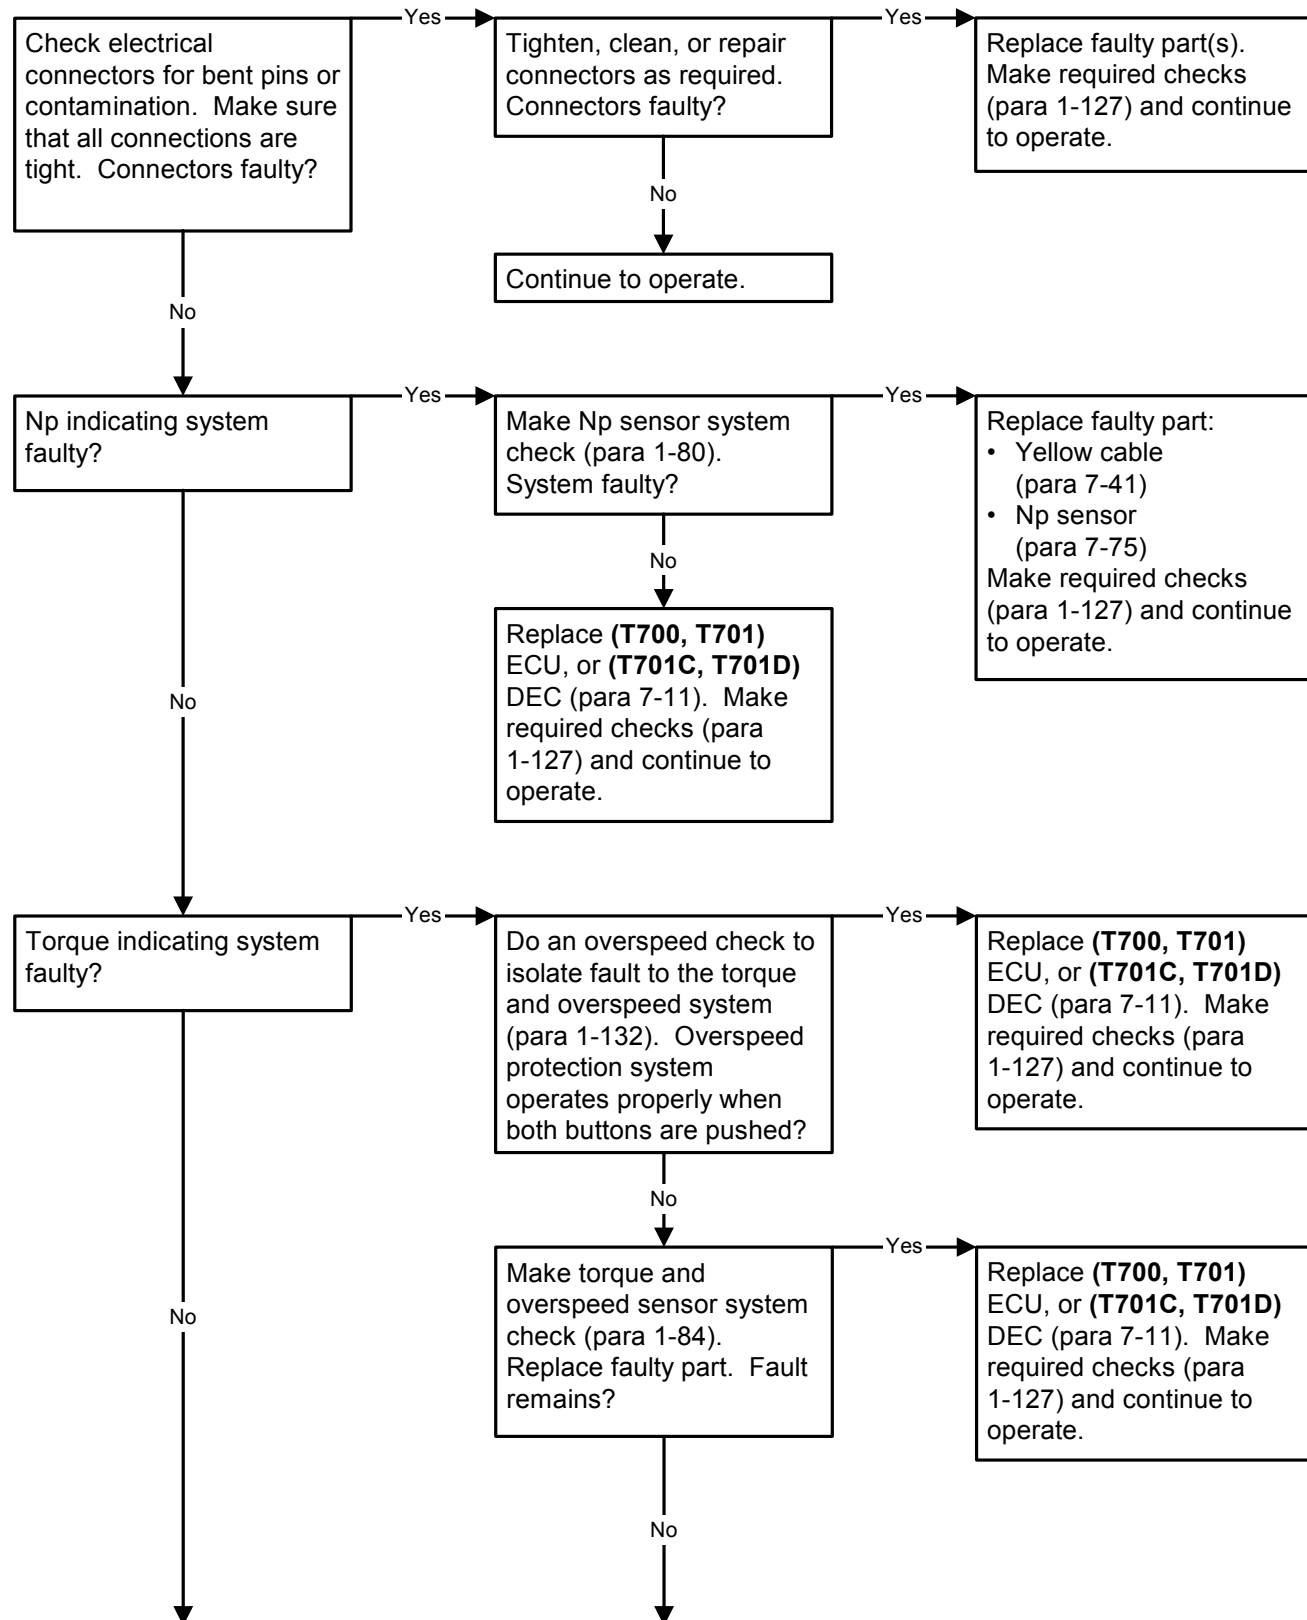 Yes
Yes
Check electrical
connectors for bent pins or
contamination.  Make sure
that all connections are
tight.  Connectors faulty?
Tighten, clean, or repair
connectors as required.
Connectors faulty?
Replace faulty part(s).
Make required checks
(para 1-127) and continue
to operate.
No
Continue to operate.
No
Yes
Yes
Np indicating system
faulty?
Make Np sensor system
check (para 1-80).
System faulty?
Replace faulty part:
• Yellow cable
(para 7-41)
• Np sensor
(para 7-75)
Make required checks
(para 1-127) and continue
to operate.
No
Replace (T700, T701)
ECU, or (T701C, T701D)
DEC (para 7-11).  Make
required checks (para
1-127) and continue to
operate.
No
Yes
Yes
Torque indicating system
faulty?
Do an overspeed check to
isolate fault to the torque
and overspeed system
(para 1-132).  Overspeed
protection system
operates properly when
both buttons are pushed?
Replace (T700, T701)
ECU, or (T701C, T701D)
DEC (para 7-11).  Make
required checks (para
1-127) and continue to
operate.
No
Yes
Make torque and
overspeed sensor system
check (para 1-84).
Replace faulty part.  Fault
remains?
Replace (T700, T701)
ECU, or (T701C, T701D)
DEC (para 7-11).  Make
required checks (para
1-127) and continue to
operate.
No
No